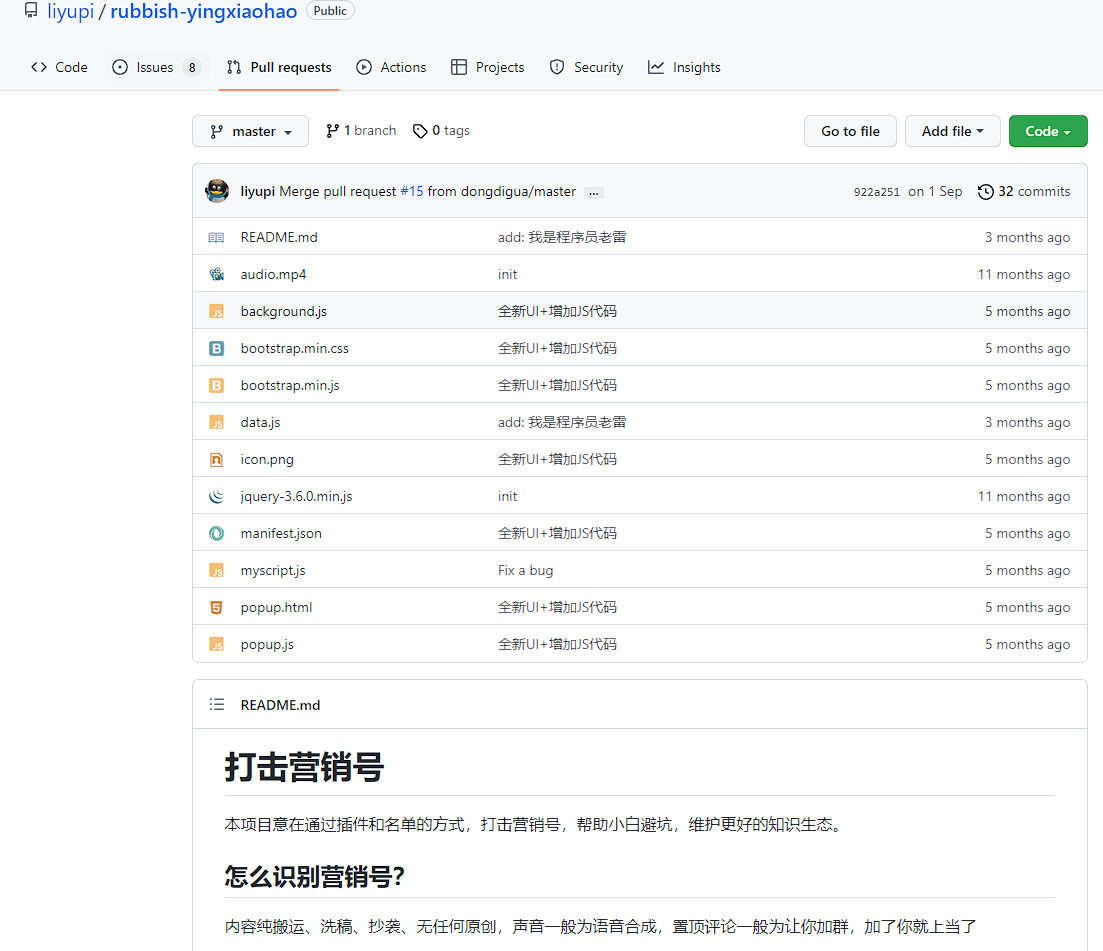 liyupi / rubbish-yingxiaohao Public
Code Issues 8 Pull requests Actions Projects Security Insights
master 1 branch 0 tags Go to file Add file Code
liyupi Merge pull request #15 from dongdigua/master ... 922a251 on 1 Sep 32 commits
README.md add: 我是程序员老雷 3 months ago
audio.mp4 init 11 months ago
background.js 全新UI+增加JS代码 5 months ago
bootstrap.min.css 全新UI+增加JS代码 5 months ago
bootstrap.min.js 全新UI+增加JS代码 5 months ago
data.js add: 我是程序员老雷 3 months ago
icon.png 全新UI+增加JS代码 5 months ago
jquery-3.6.0.min.js init 11 months ago
manifest.json 全新UI+增加JS代码 5 months ago
myscript.js Fix a bug 5 months ago
popup.html 全新UI+增加JS代码 5 months ago
popup.js 全新UI+增加JS代码 5 months ago
README.md
打击营销号
本项目意在通过插件和名单的方式，打击营销号，帮助小白避坑，维护更好的知识生态。
怎么识别营销号?
内容纯搬运、洗稿、抄袭、无任何原创，声音一般为语音合成，置顶评论一般为让你加群，加了你就上当了